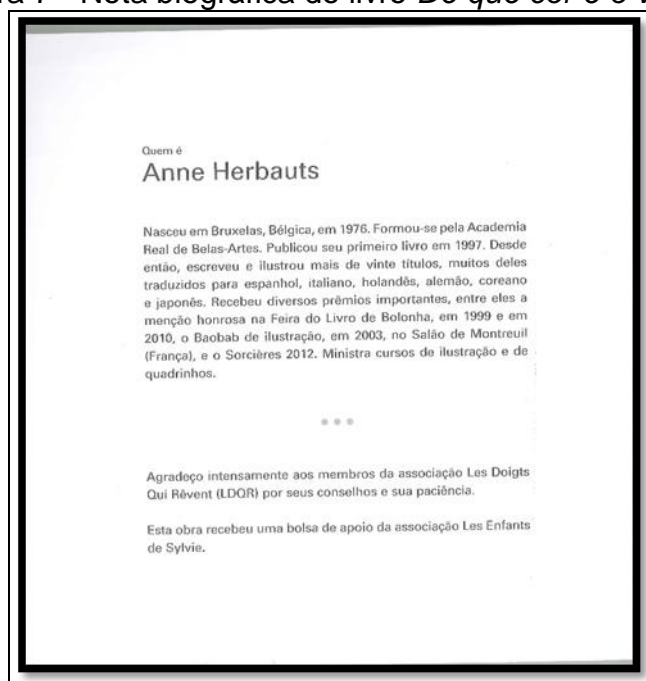 Nota biográfica do livro De que cor é o
Quem é
Anne Herbauts
Nasceu em Bruxelas, Bélgica, em 1976. Formou-se pela Academia
Real de Belas-Artes. Publicou seu primeiro livro em 1997. Desde
então, escreveu e ilustrou mais de vinte títulos, muitos deles
traduzidos para espanhol, italiano, holandês, alemão, coreano
e japonês. Recebeu diversos prêmios importantes, entre eles a
menção honrosa na Feira do Livro de Bolonha, em 1999 e em
2010, o Baobab de ilustração, em 2003, no Salão de Montreuil
(França), e o Sorcières 2012. Ministra cursos de ilustração e de
quadrinhos.
Agradeço intensamente aos membros da associação Les Doigts
Qui Rêvent (LDQR) por seus conselhos e sua paciência.
Esta obra recebeu uma bolsa de apoio da associação Les Enfants
de Sylvie.